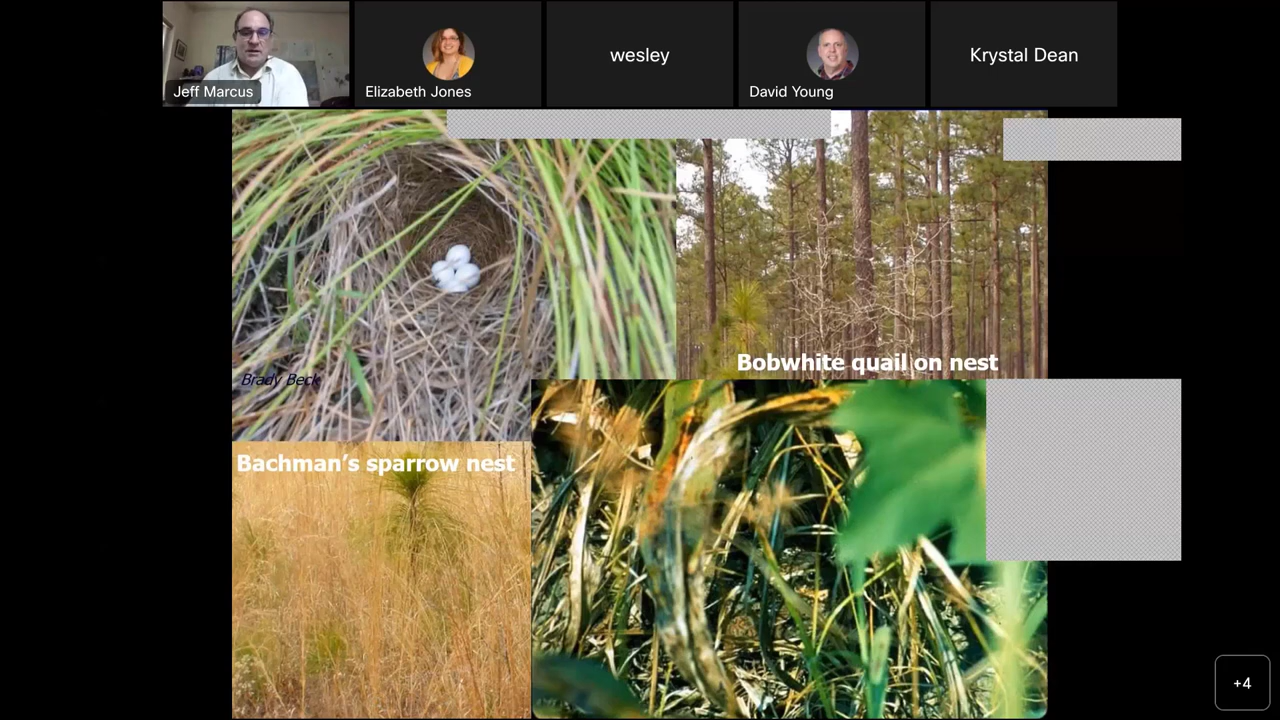 Jeff Marcus
Elizabeth Jones
wesley
David Young
Krystal Dean
Bobwhite quail on nest
Brady Beck
Bachman's sparrow nest
+4